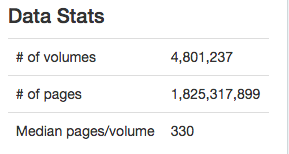 Data Stats
# of volumes 4,801,237
# of pages 1,825,317,899
Median pages/volume 330